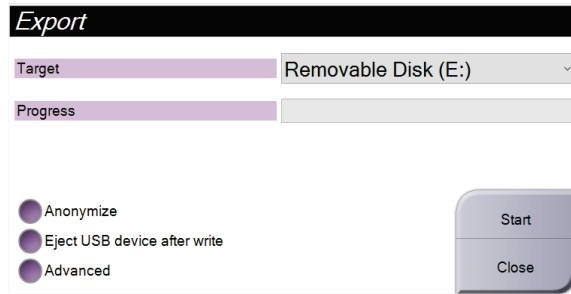 Export
Target
Removable Disk (E:)
Progress
Anonymize
Eject USB device after write
Advanced
Start
Close